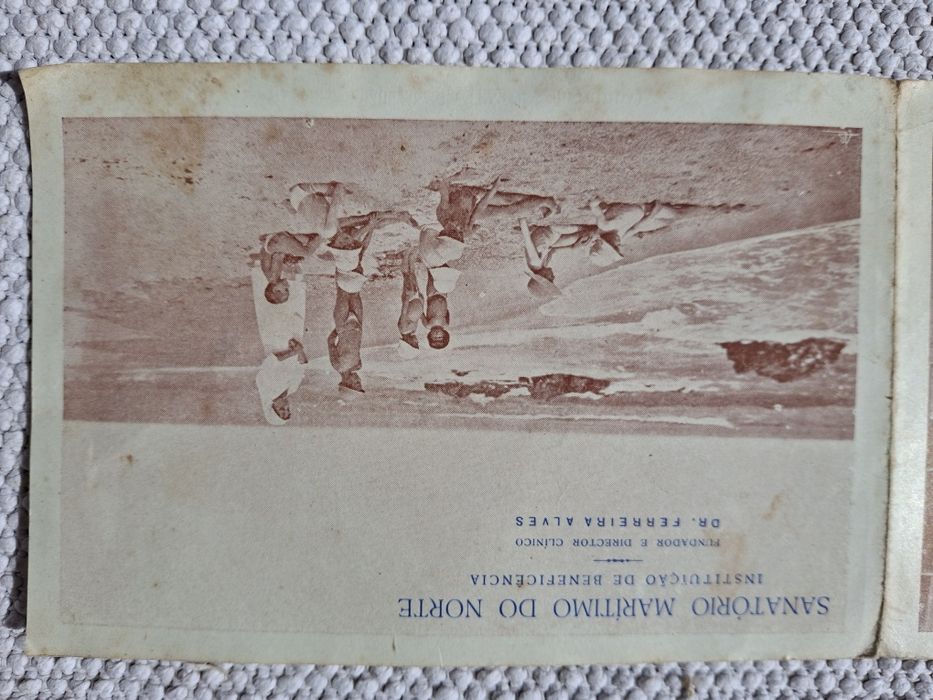 SANATÓRIO MARÍTIMO DO NORTE
INSTITUIÇÃO DE BENEFICÊNCIA
FUNDADOR E DIRECTOR CLÍNICO
DR. FERREIRA ALVES